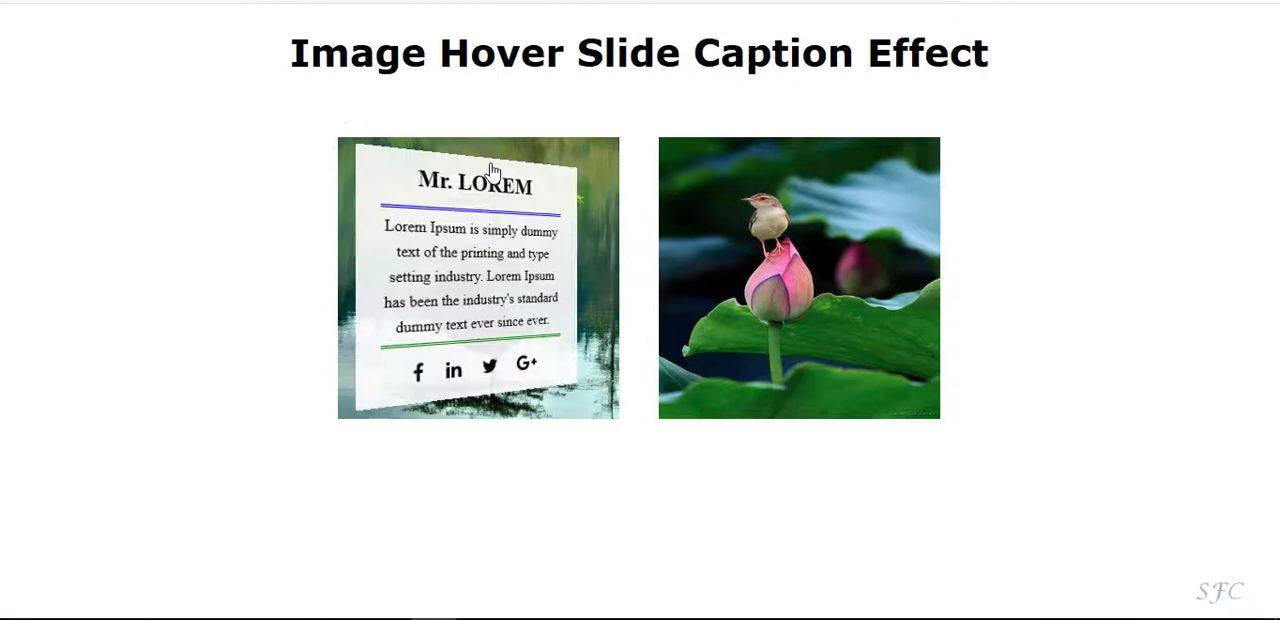 Image Hover Slide Caption Effect
Mr. LOREM
Lorem Ipsum is simply dummy
text of the printing and type
setting industry. Lorem Ipsum
has been the industry's standard
dummy text ever since ever.
f in G+
SFC